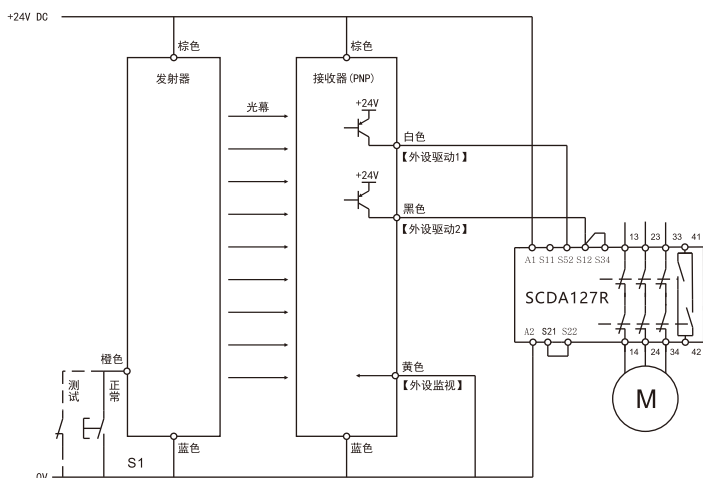 +24V DC
棕色
棕色
发射器
接收器(PNP)
光幕
+24V
白色
【外设驱动1】
+24V
黑色
【外设驱动2】
13 23 33 41
A1 S11 S52 S12 S34
SCDA127R
A2 S21 S22
14 24 34 42
橙色
黄色
【外设监视】
测试
正常
M
蓝色
蓝色
S1
0V